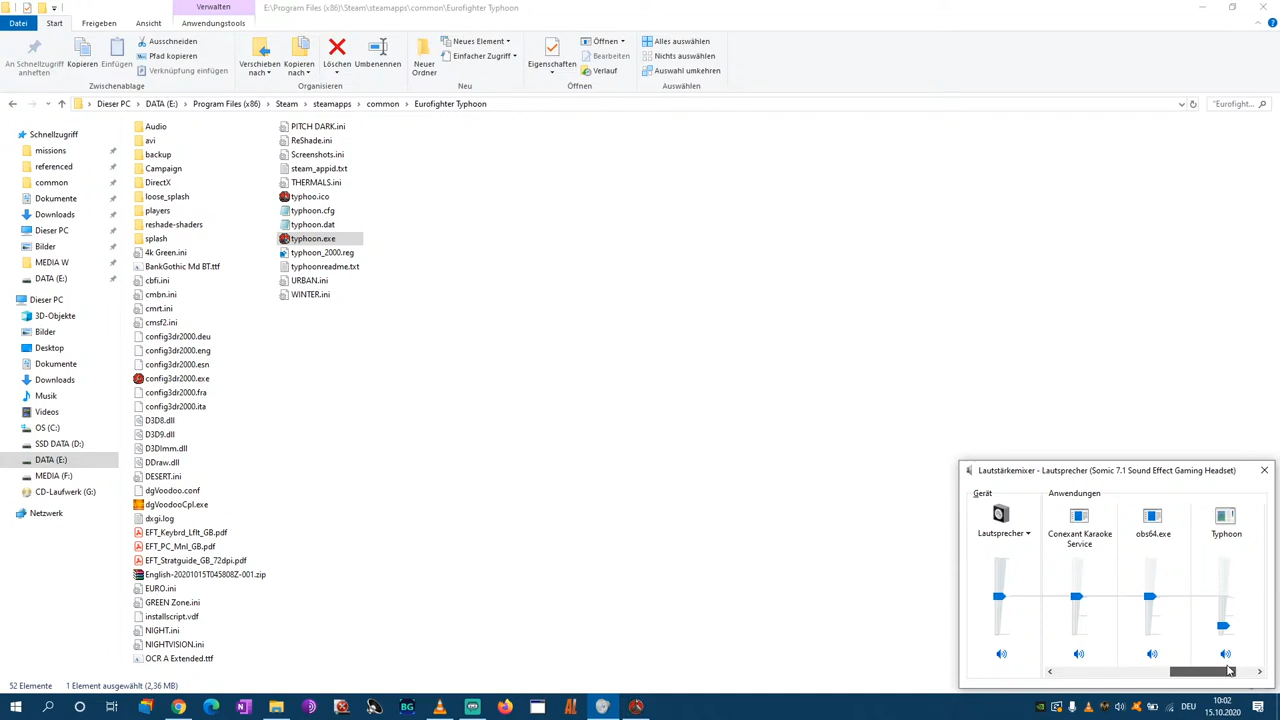 Verwalten
E:\Program Files (x86)\Steam\steamapps\common\Eurofighter Typhoon
Datei
Start
Freigeben
Ansicht
Anwendungstools
An Schnellzugriff
anheften
Kopieren
Einfügen
Ausschneiden
Pfad kopieren
Verknüpfung einfügen
Zwischenablage
Verschieben
nach
Kopieren
nach
Löschen
Umbenennen
Organisieren
Neuer
Ordner
Neues Element
Einfacher Zugriff
Neu
Eigenschaften
Öffnen
Bearbeiten
Verlauf
Öffnen
Alles auswählen
Nichts auswählen
Auswahl umkehren
Auswählen
Dieser PC
DATA (E:)
Program Files (x86)
Steam
steamapps
common
Eurofighter Typhoon
"Eurofight...
Schnellzugriff
missions
referenced
common
Dokumente
Downloads
Dieser PC
Bilder
MEDIA W
DATA (E:)
Dieser PC
3D-Objekte
Bilder
Desktop
Dokumente
Downloads
Musik
Videos
OS (C:)
SSD DATA (D:)
DATA (E:)
MEDIA (F:)
CD-Laufwerk (G:)
Netzwerk
Audio
avi
backup
Campaign
DirectX
loose_splash
players
reshade-shaders
splash
4k Green.ini
BankGothic Md BT.ttf
cbfi.ini
cmbn.ini
cmrt.ini
cmsf2.ini
config3dr2000.deu
config3dr2000.eng
config3dr2000.esn
config3dr2000.exe
config3dr2000.fra
config3dr2000.ita
D3D8.dll
D3D9.dll
D3DImm.dll
DDraw.dll
DESERT.ini
dgVoodoo.conf
dgVoodooCpl.exe
dxgi.log
EFT_Keybrd_Lflt_GB.pdf
EFT_PC_Mnl_GB.pdf
EFT_Stratguide_GB_72dpi.pdf
English-20201015T045808Z-001.zip
EURO.ini
GREEN Zone.ini
installscript.vdf
NIGHT.ini
NIGHTVISION.ini
OCR A Extended.ttf
PITCH DARK.ini
ReShade.ini
Screenshots.ini
steam_appid.txt
THERMALS.ini
typhoo.ico
typhoon.cfg
typhoon.dat
typhoon.exe
typhoon_2000.reg
typhoonreadme.txt
URBAN.ini
WINTER.ini
Lautstärkemixer - Lautsprecher (Somic 7.1 Sound Effect Gaming Headset)
Gerät
Anwendungen
Lautsprecher
Conexant Karaoke
Service
obs64.exe
Typhoon
52 Elemente
1 Element ausgewählt (2,36 MB)
BG
DEU
10:02
15.10.2020